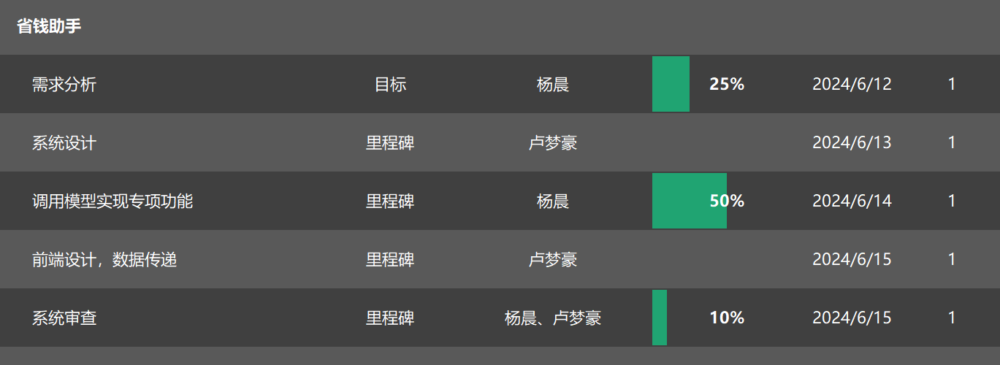 省钱助手
需求分析 目标 杨晨 25% 2024/6/12 1
系统设计 里程碑 卢梦豪 2024/6/13 1
调用模型实现专项功能 里程碑 杨晨 50% 2024/6/14 1
前端设计，数据传递 里程碑 卢梦豪 2024/6/15 1
系统审查 里程碑 杨晨、卢梦豪 10% 2024/6/15 1